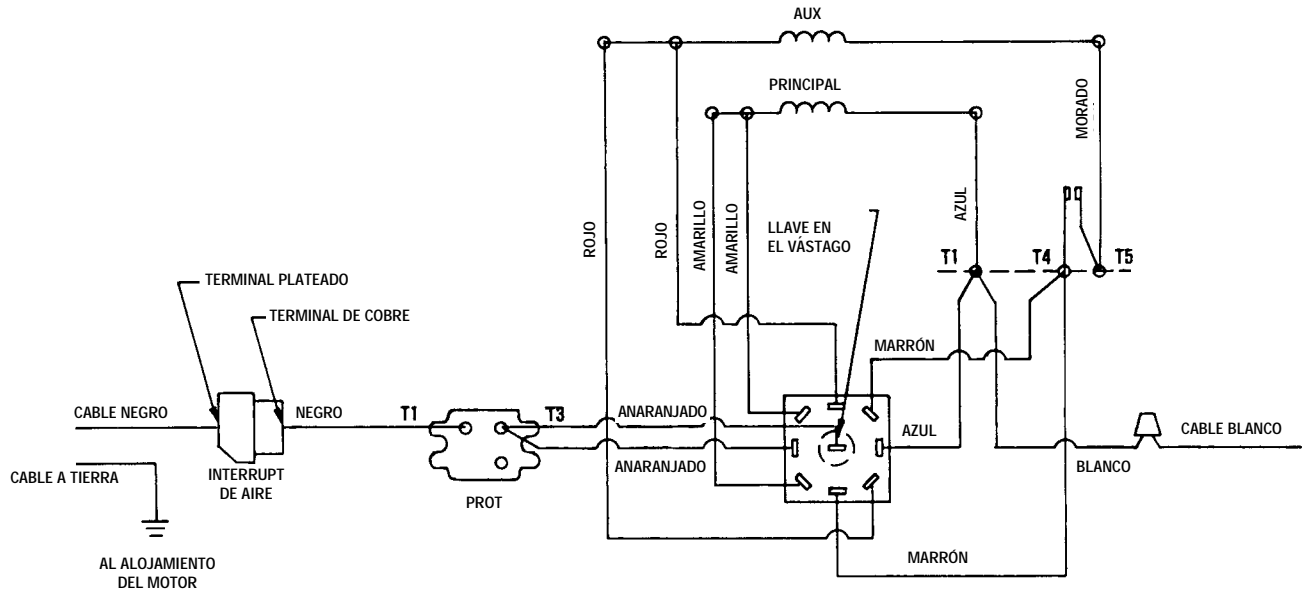 AUX
PRINCIPAL
MORADO
ROJO
ROJO
AMARILLO
AMARILLO
AZUL
LLAVE EN
EL VÁSTAGO
T1
T4
T5
TERMINAL PLATEADO
TERMINAL DE COBRE
MARRÓN
CABLE NEGRO
NEGRO
T1
T3
ANARANJADO
AZUL
CABLE BLANCO
BLANCO
ANARANJADO
CABLE A TIERRA
INTERRUPT
DE AIRE
PROT
MARRÓN
AL ALOJAMIENTO
DEL MOTOR